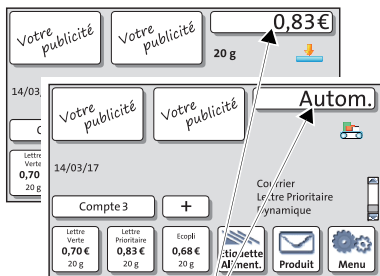 Votre
publicité
Votre
publicité
0,83€
20 g
14/03
C
Lettre
Verte
0,70
20 g
Votre
publicité
Votre
publicité
Autom.
14/03/17
Courrier
Lettre Prioritaire
Dynamique
Compte 3
+
Lettre
Verte
0,70 €
20 g
Lettre
Prioritaire
0,83 €
20 g
Ecopli
0,68 €
20 g
Etiquette
Aliment.
Produit
Menu